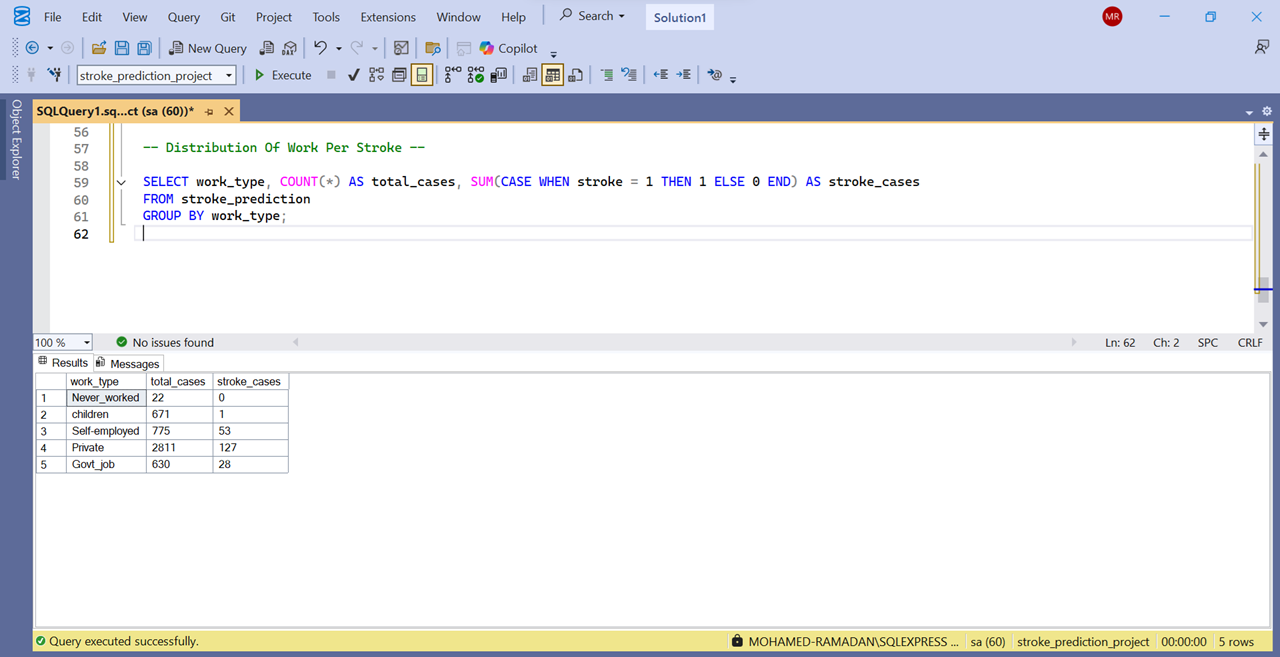 File Edit View Query Git Project Tools Extensions Window Help Search Solution1 MR
New Query DAX Copilot
stroke_prediction_project Execute
Object Explorer
SQLQuery1.sq...ct (sa (60))*
56
57 -- Distribution Of Work Per Stroke --
58
59 SELECT work_type, COUNT(*) AS total_cases, SUM(CASE WHEN stroke = 1 THEN 1 ELSE 0 END) AS stroke_cases
60 FROM stroke_prediction
61 GROUP BY work_type;
62
100 % No issues found Ln: 62 Ch: 2 SPC CRLF
Results Messages
work_type total_cases stroke_cases
1 Never_worked 22 0
2 children 671 1
3 Self-employed 775 53
4 Private 2811 127
5 Govt_job 630 28
Query executed successfully. MOHAMED-RAMADAN\SQLEXPRESS ... sa (60) stroke_prediction_project 00:00:00 5 rows